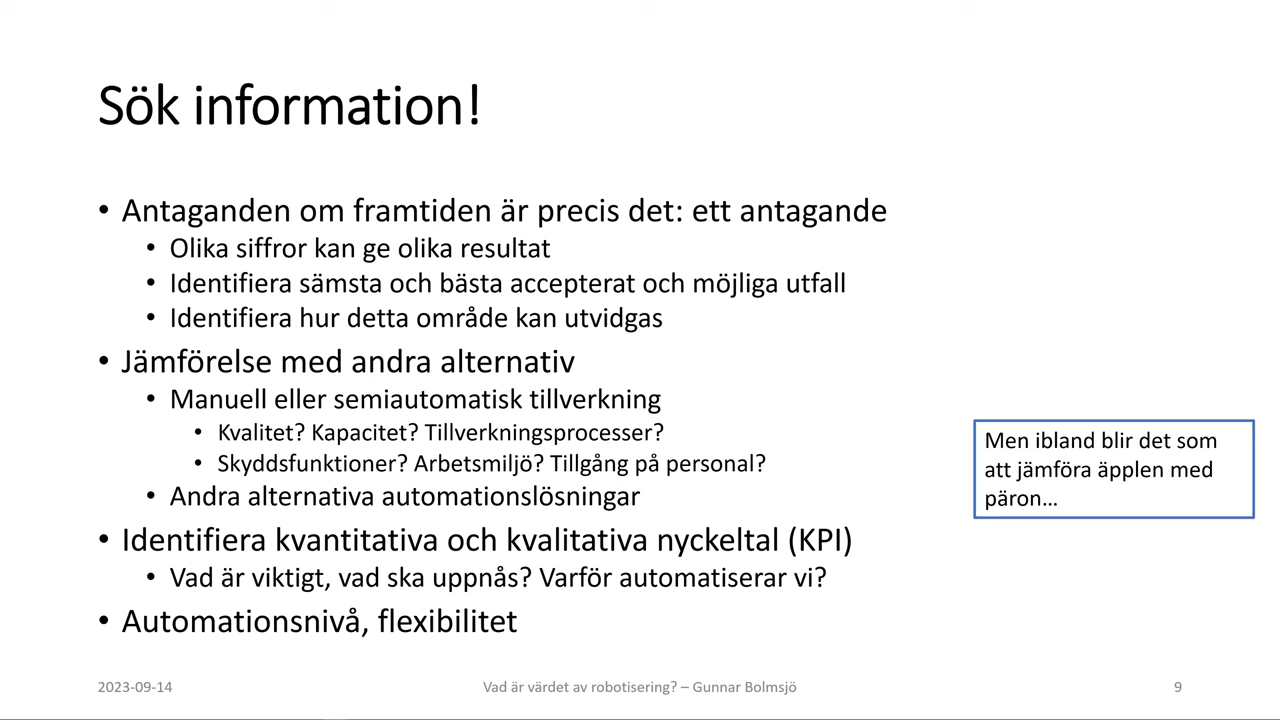 Sök information!
• Antaganden om framtiden är precis det: ett antagande
• Olika siffror kan ge olika resultat
• Identifiera sämsta och bästa accepterat och möjliga utfall
• Identifiera hur detta område kan utvidgas
• Jämförelse med andra alternativ
• Manuell eller semiautomatisk tillverkning
• Kvalitet? Kapacitet? Tillverkningsprocesser?
• Skyddsfunktioner? Arbetsmiljö? Tillgång på personal?
• Andra alternativa automationslösningar
• Identifiera kvantitativa och kvalitativa nyckeltal (KPI)
• Vad är viktigt, vad ska uppnås? Varför automatiserar vi?
• Automationsnivå, flexibilitet
Men ibland blir det som
att jämföra äpplen med
päron…
2023-09-14
Vad är värdet av robotisering? – Gunnar Bolmsjö
9